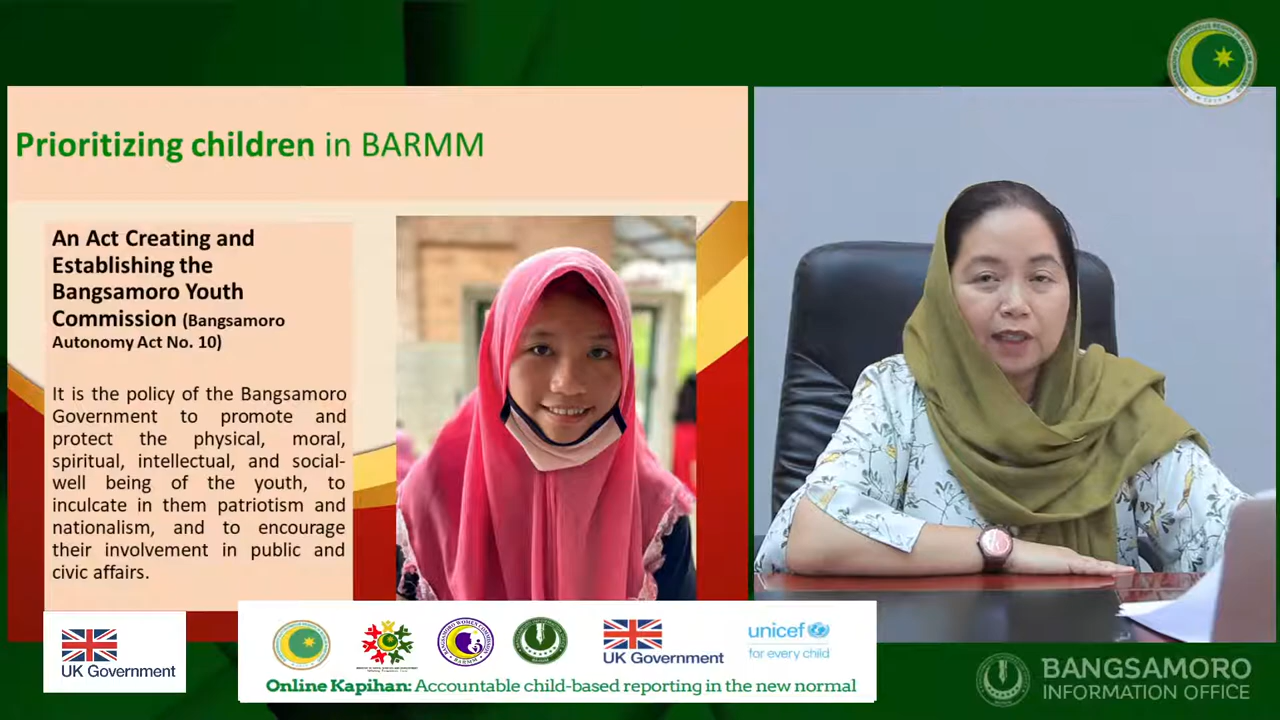 Prioritizing children in BARMM
An Act Creating and
Establishing the
Bangsamoro Youth
Commission (Bangsamoro
Autonomy Act No. 10)
It is the policy of the Bangsamoro
Government to promote and
protect the physical, moral,
spiritual, intellectual, and social-
well being of the youth, to
inculcate in them patriotism and
nationalism, and to encourage
their involvement in public and
civic affairs.
UK Government
UK Government
unicef
for every child
Online Kapihan: Accountable child-based reporting in the new normal
BANGSAMORO
INFORMATION OFFICE